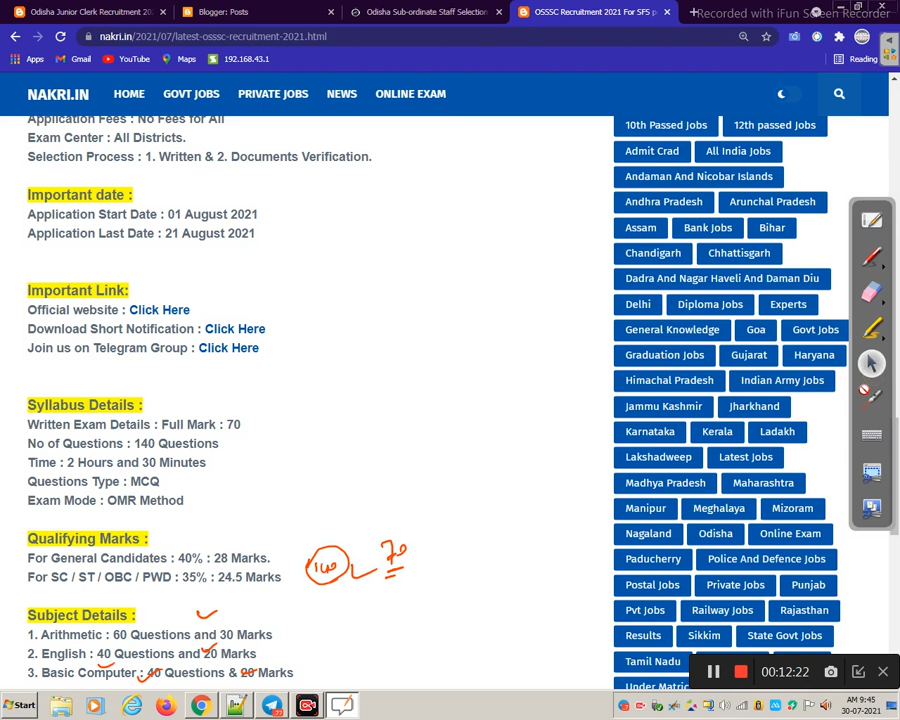 Odisha Junior Clerk Recruitment 20
Blogger: Posts
Odisha Sub-ordinate Staff Selection
OSSSC Recruitment 2021 For SFS p
Recorded with iFun Screen Recorder
nakri.in/2021/07/latest-osssc-recruitment-2021.html
Apps
Gmail
YouTube
Maps
192.168.43.1
Reading
NAKRI.IN
HOME
GOVT JOBS
PRIVATE JOBS
NEWS
ONLINE EXAM
Application Fees : No Fees for All
Exam Center : All Districts.
Selection Process : 1. Written & 2. Documents Verification.
Important date :
Application Start Date : 01 August 2021
Application Last Date : 21 August 2021
Important Link:
Official website : Click Here
Download Short Notification : Click Here
Join us on Telegram Group : Click Here
Syllabus Details :
Written Exam Details : Full Mark : 70
No of Questions : 140 Questions
Time : 2 Hours and 30 Minutes
Questions Type : MCQ
Exam Mode : OMR Method
Qualifying Marks :
For General Candidates : 40% : 28 Marks.
For SC / ST / OBC / PWD : 35% : 24.5 Marks
140
70
Subject Details :
1. Arithmetic : 60 Questions and 30 Marks
2. English : 40 Questions and 20 Marks
3. Basic Computer : 40 Questions & 20 Marks
10th Passed Jobs
12th passed Jobs
Admit Crad
All India Jobs
Andaman And Nicobar Islands
Andhra Pradesh
Arunchal Pradesh
Assam
Bank Jobs
Bihar
Chandigarh
Chhattisgarh
Dadra And Nagar Haveli And Daman Diu
Delhi
Diploma Jobs
Experts
General Knowledge
Goa
Govt Jobs
Graduation Jobs
Gujarat
Haryana
Himachal Pradesh
Indian Army Jobs
Jammu Kashmir
Jharkhand
Karnataka
Kerala
Ladakh
Lakshadweep
Latest Jobs
Madhya Pradesh
Maharashtra
Manipur
Meghalaya
Mizoram
Nagaland
Odisha
Online Exam
Paducherry
Police And Defence Jobs
Postal Jobs
Private Jobs
Punjab
Pvt Jobs
Railway Jobs
Rajasthan
Results
Sikkim
State Govt Jobs
Tamil Nadu
Under Matric
00:12:22
Start
AM 9:45
30-07-2021